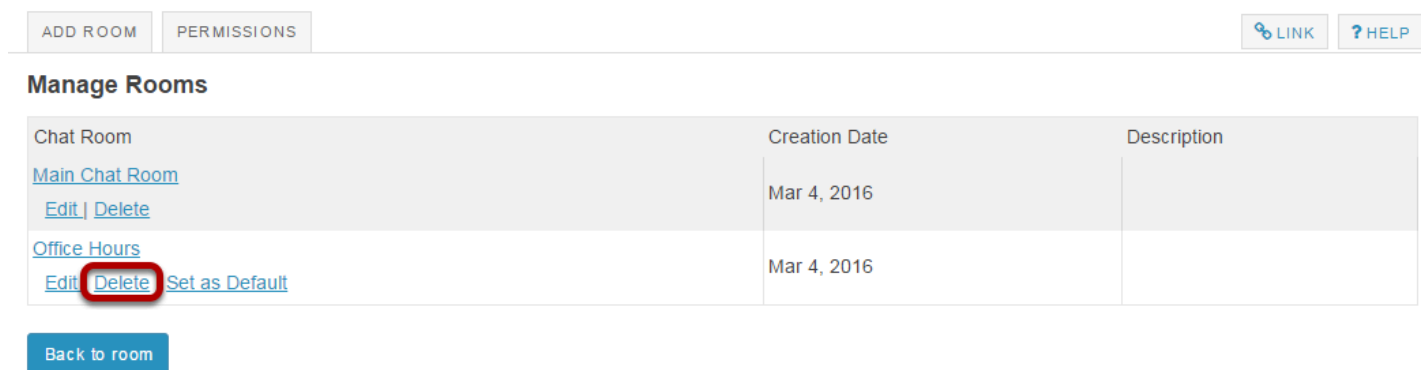 ADD ROOM PERMISSIONS LINK ? HELP
Manage Rooms
Chat Room Creation Date Description
Main Chat Room
Mar 4, 2016
Edit | Delete
Office Hours
Mar 4, 2016
Edit Delete Set as Default
Back to room